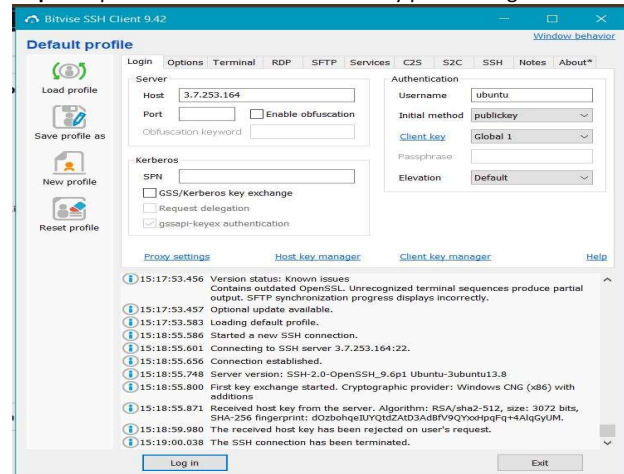 Bitvise SSH Client 9.42
Default profile
Window behavior
Load profile
Save profile as
New profile
Reset profile
Login Options Terminal RDP SFTP Services C2S S2C SSH Notes About*
Server
Host 3.7.253.164
Port Enable obfuscation
Obfuscation keyword
Kerberos
SPN
GSS/Kerberos key exchange
Request delegation
gssapi-keyex authentication
Authentication
Username ubuntu
Initial method publickey
Client key Global 1
Passphrase
Elevation Default
Proxy settings Host key manager Client key manager Help
15:17:53.456 Version status: Known issues
Contains outdated OpenSSL. Unrecognized terminal sequences produce partial
output. SFTP synchronization progress displays incorrectly.
15:17:53.457 Optional update available.
15:17:53.583 Loading default profile.
15:18:55.586 Started a new SSH connection.
15:18:55.601 Connecting to SSH server 3.7.253.164:22.
15:18:55.656 Connection established.
15:18:55.748 Server version: SSH-2.0-OpenSSH_9.6p1 Ubuntu-3ubuntu13.8
15:18:55.800 First key exchange started. Cryptographic provider: Windows CNG (x86) with
additions
15:18:55.871 Received host key from the server. Algorithm: RSA/sha2-512, size: 3072 bits,
SHA-256 fingerprint:
15:18:59.980 The received host key has been rejected on user's request.
15:19:00.038 The SSH connection has been terminated.
Log in Exit